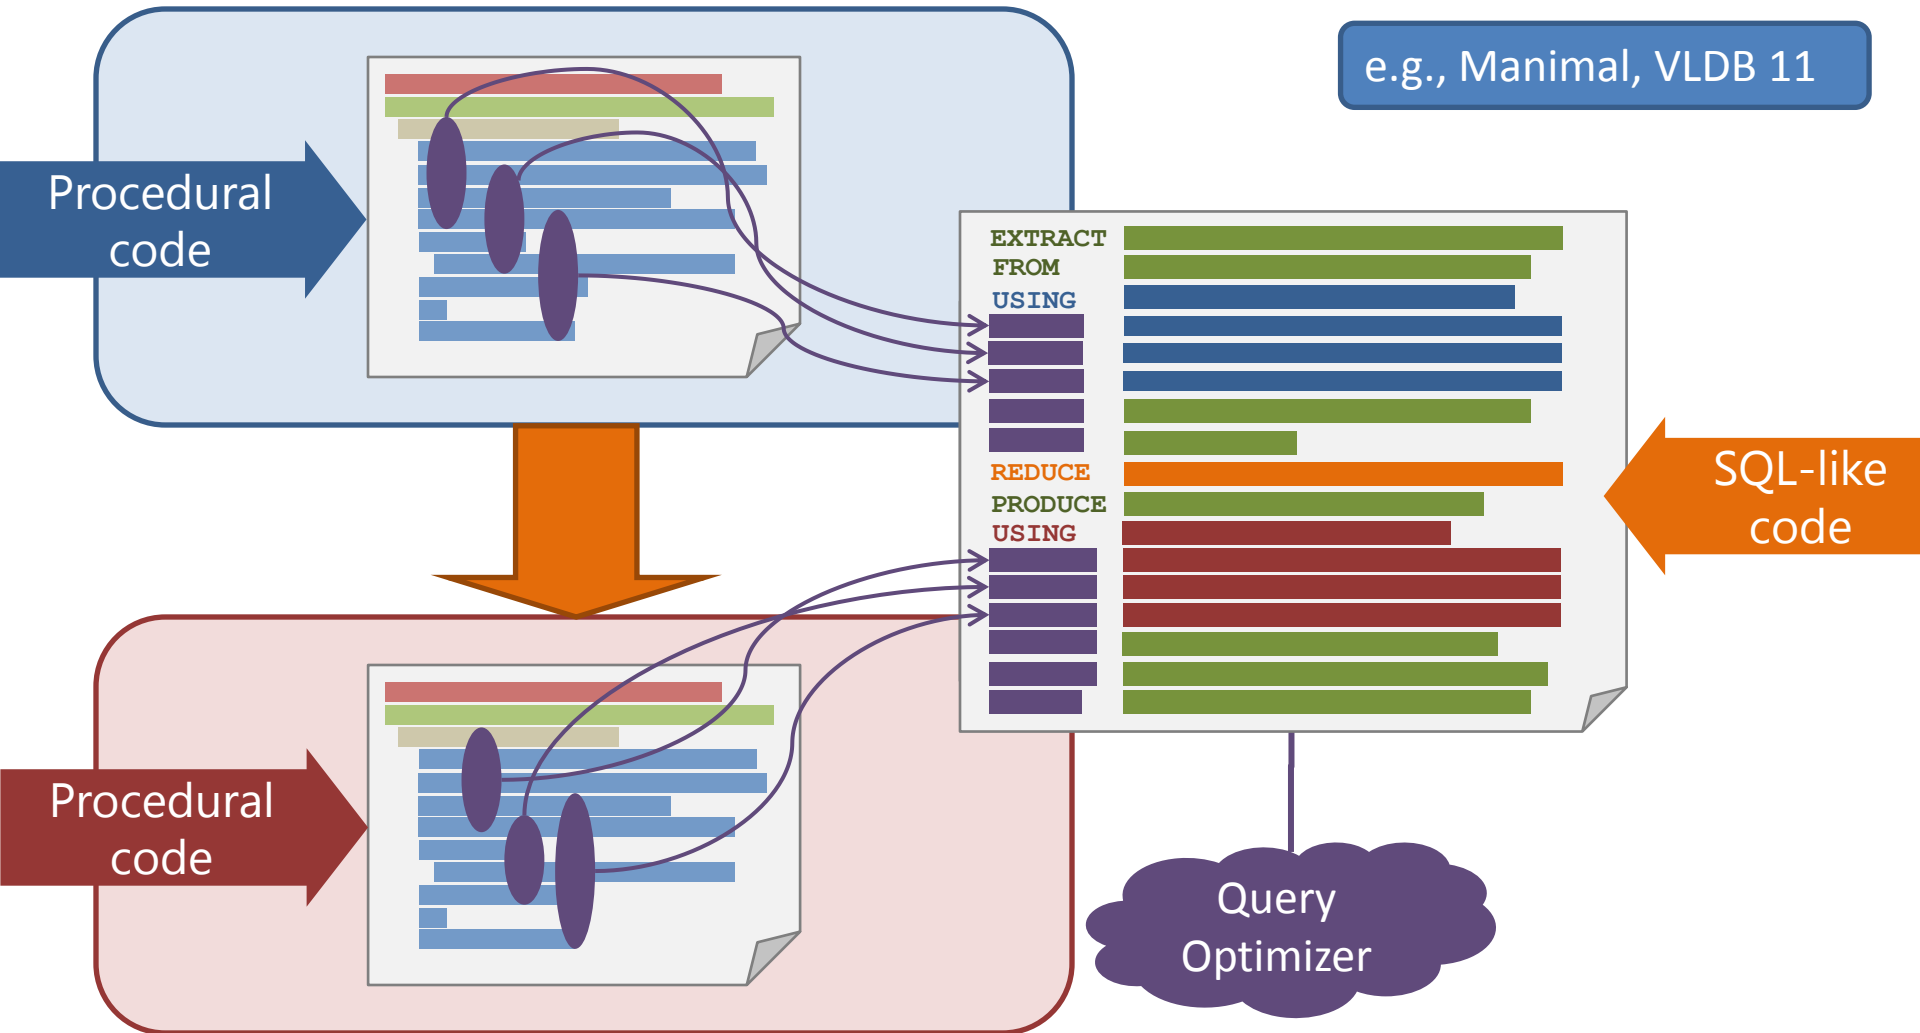 e.g., Manimal, VLDB 11
Procedural
code
EXTRACT
FROM
USING
REDUCE
PRODUCE
USING
SQL-like
code
Procedural
code
Query
Optimizer